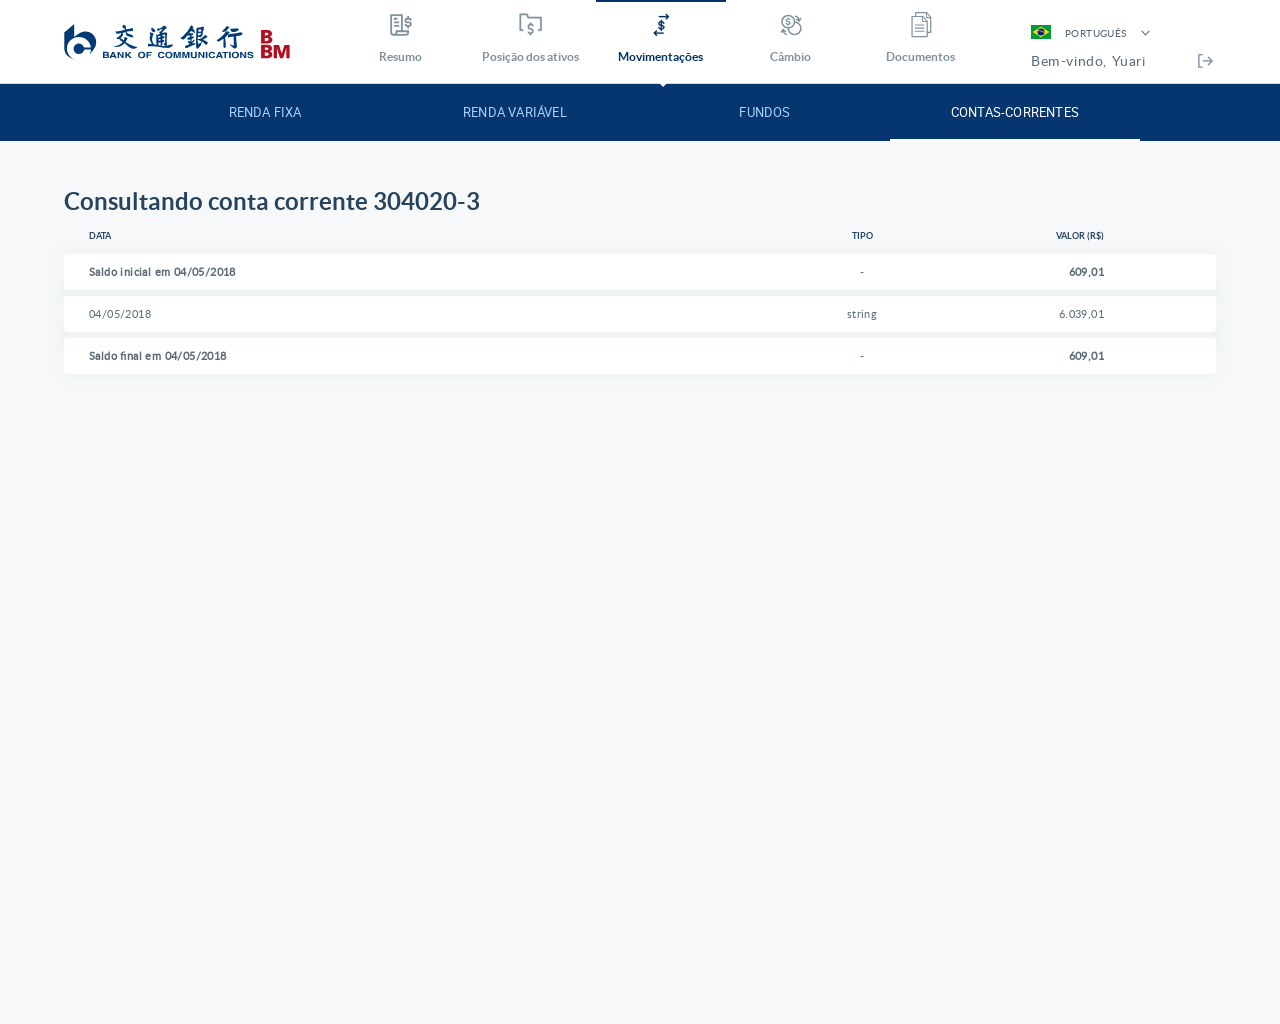 交通銀行
BANK OF COMMUNICATIONS
B
BM
Resumo
Posição dos ativos
Movimentações
Câmbio
Documentos
PORTUGUÊS
Bem-vindo, Yuari
RENDA FIXA
RENDA VARIÁVEL
FUNDOS
CONTAS-CORRENTES
Consultando conta corrente 304020-3
DATA TIPO VALOR (R$)
Saldo inicial em 04/05/2018 - 609,01
04/05/2018 string 6.039,01
Saldo final em 04/05/2018 - 609,01